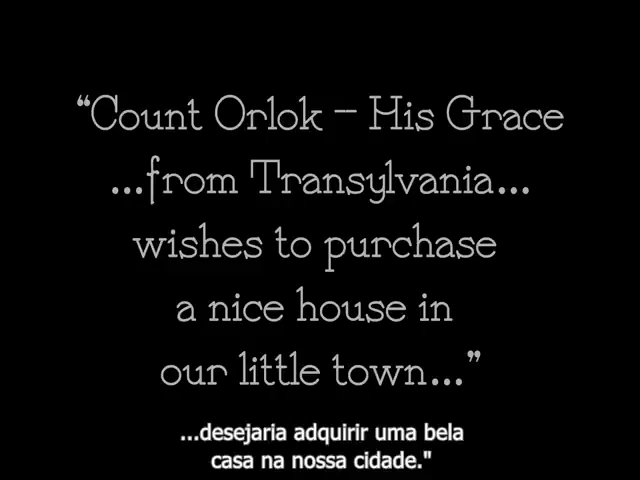 “Count Orlok – His Grace
...from Transylvania...
wishes to purchase
a nice house in
our little town...”
...desejaria adquirir uma bela
casa na nossa cidade."